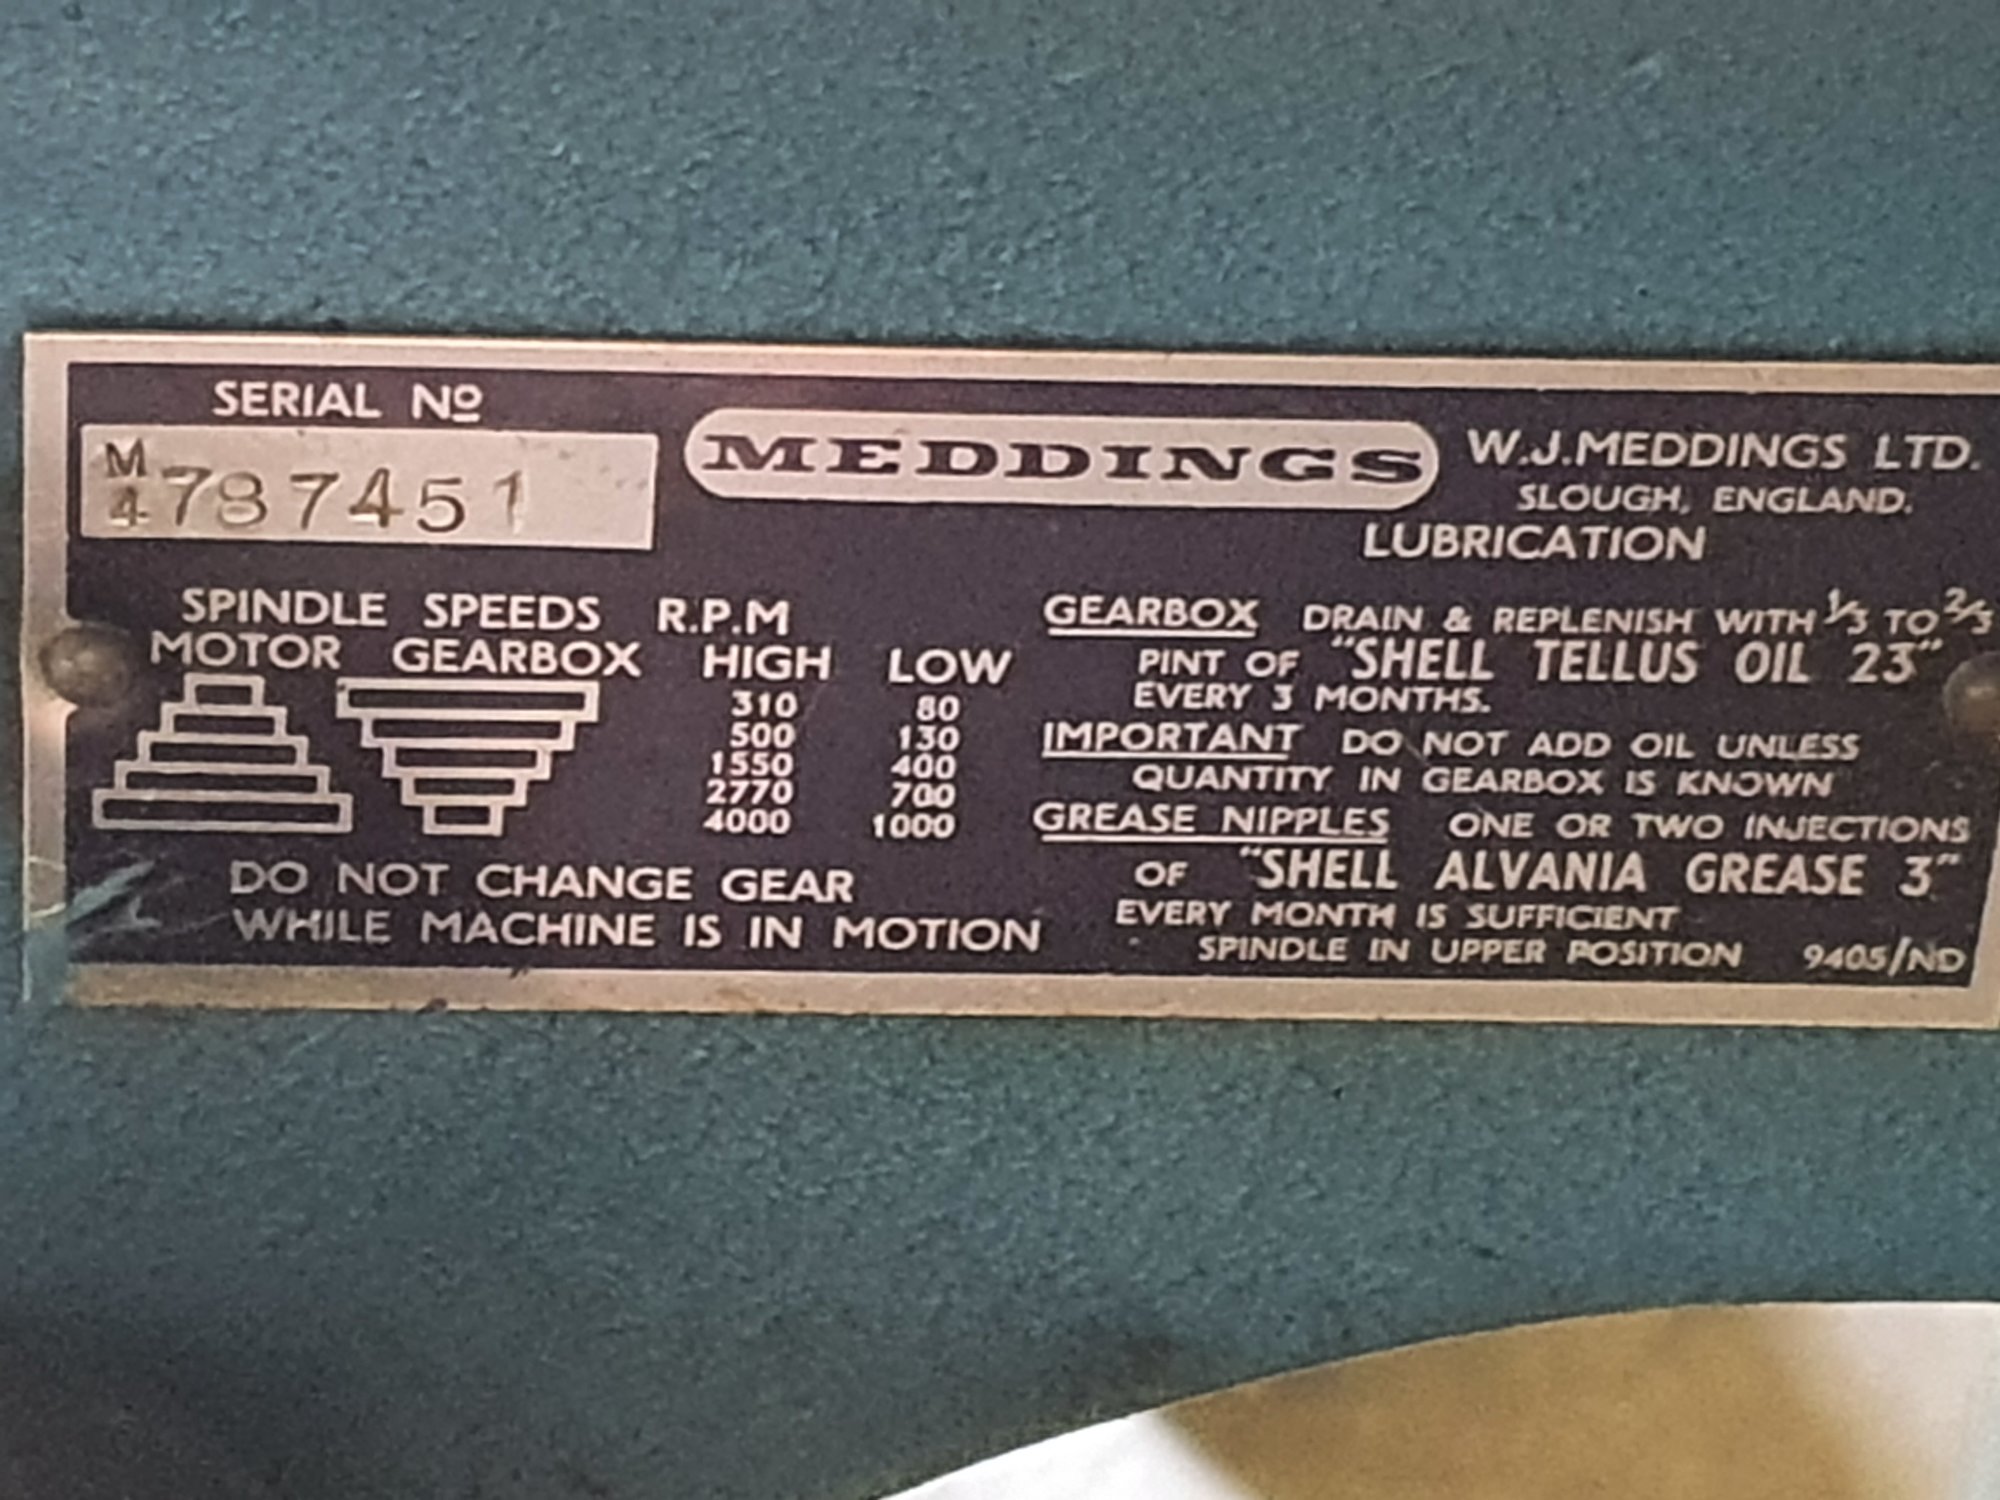 SERIAL Nº
M/4 787451
MEDDINGS
W.J.MEDDINGS LTD.
SLOUGH, ENGLAND.
SPINDLE SPEEDS R.P.M
MOTOR GEARBOX HIGH LOW
310 80
500 130
1550 400
2770 700
4000 1000
DO NOT CHANGE GEAR
WHILE MACHINE IS IN MOTION
LUBRICATION
GEARBOX DRAIN & REPLENISH WITH 1/3 TO 2/3
PINT OF "SHELL TELLUS OIL 23"
EVERY 3 MONTHS.
IMPORTANT DO NOT ADD OIL UNLESS
QUANTITY IN GEARBOX IS KNOWN
GREASE NIPPLES ONE OR TWO INJECTIONS
OF "SHELL ALVANIA GREASE 3"
EVERY MONTH IS SUFFICIENT
SPINDLE IN UPPER POSITION 9405/ND